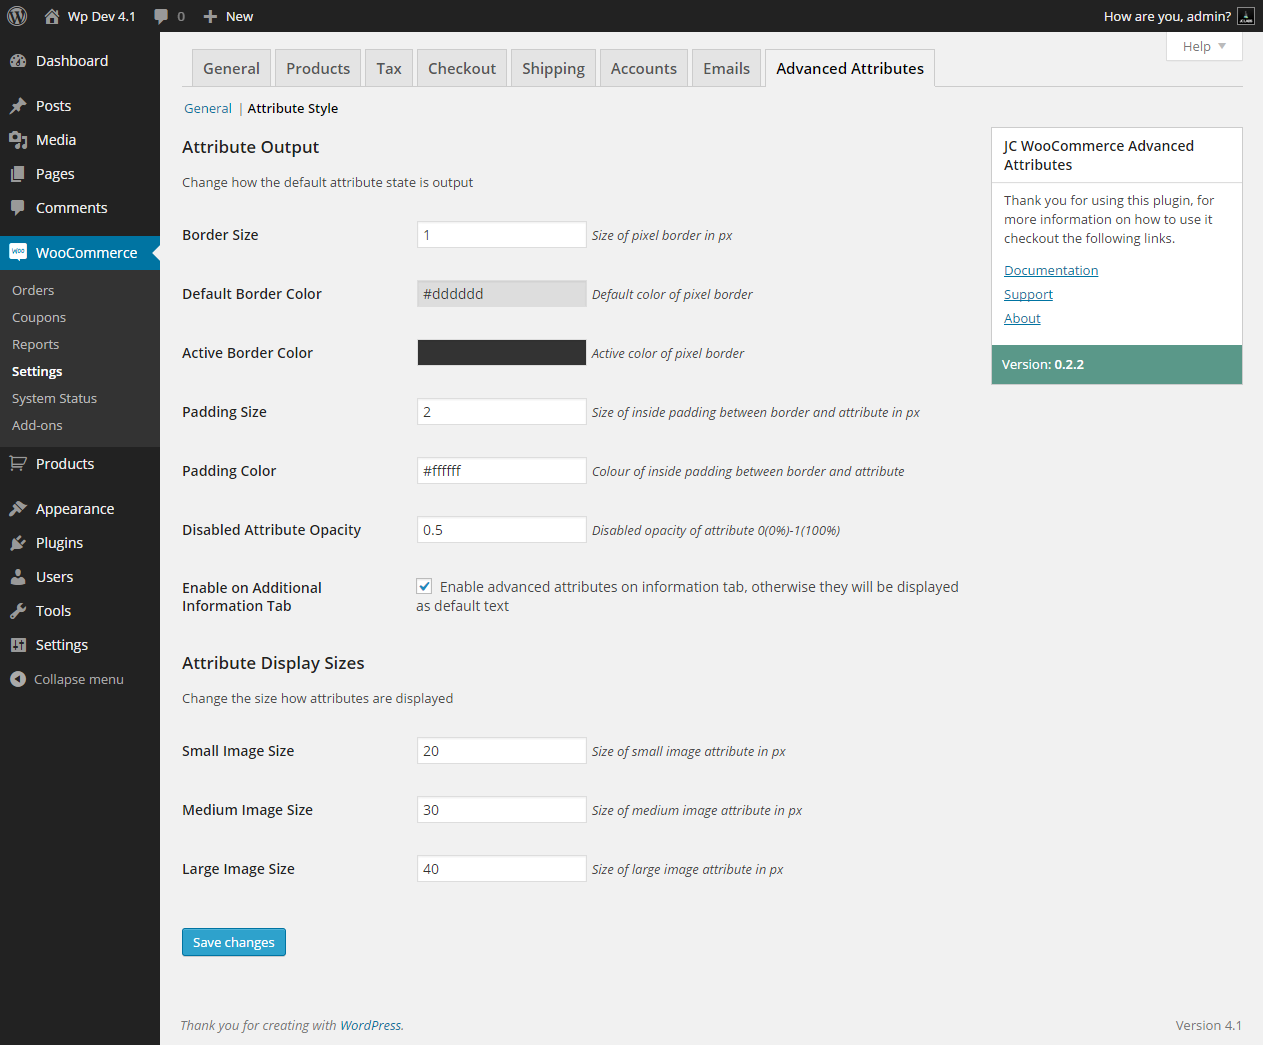 Wp Dev 4.1 0 New How are you, admin?
Dashboard
Posts
Media
Pages
Comments
WooCommerce
Orders
Coupons
Reports
Settings
System Status
Add-ons
Products
Appearance
Plugins
Users
Tools
Settings
Collapse menu
Help
General Products Tax Checkout Shipping Accounts Emails Advanced Attributes
General | Attribute Style
Attribute Output
Change how the default attribute state is output
Border Size 1 Size of pixel border in px
Default Border Color #dddddd Default color of pixel border
Active Border Color Active color of pixel border
Padding Size 2 Size of inside padding between border and attribute in px
Padding Color #ffffff Colour of inside padding between border and attribute
Disabled Attribute Opacity 0.5 Disabled opacity of attribute 0(0%)-1(100%)
Enable on Additional
Information Tab
Enable advanced attributes on information tab, otherwise they will be displayed
as default text
Attribute Display Sizes
Change the size how attributes are displayed
Small Image Size 20 Size of small image attribute in px
Medium Image Size 30 Size of medium image attribute in px
Large Image Size 40 Size of large image attribute in px
Save changes
JC WooCommerce Advanced
Attributes
Thank you for using this plugin, for
more information on how to use it
checkout the following links.
Documentation
Support
About
Version: 0.2.2
Thank you for creating with WordPress. Version 4.1